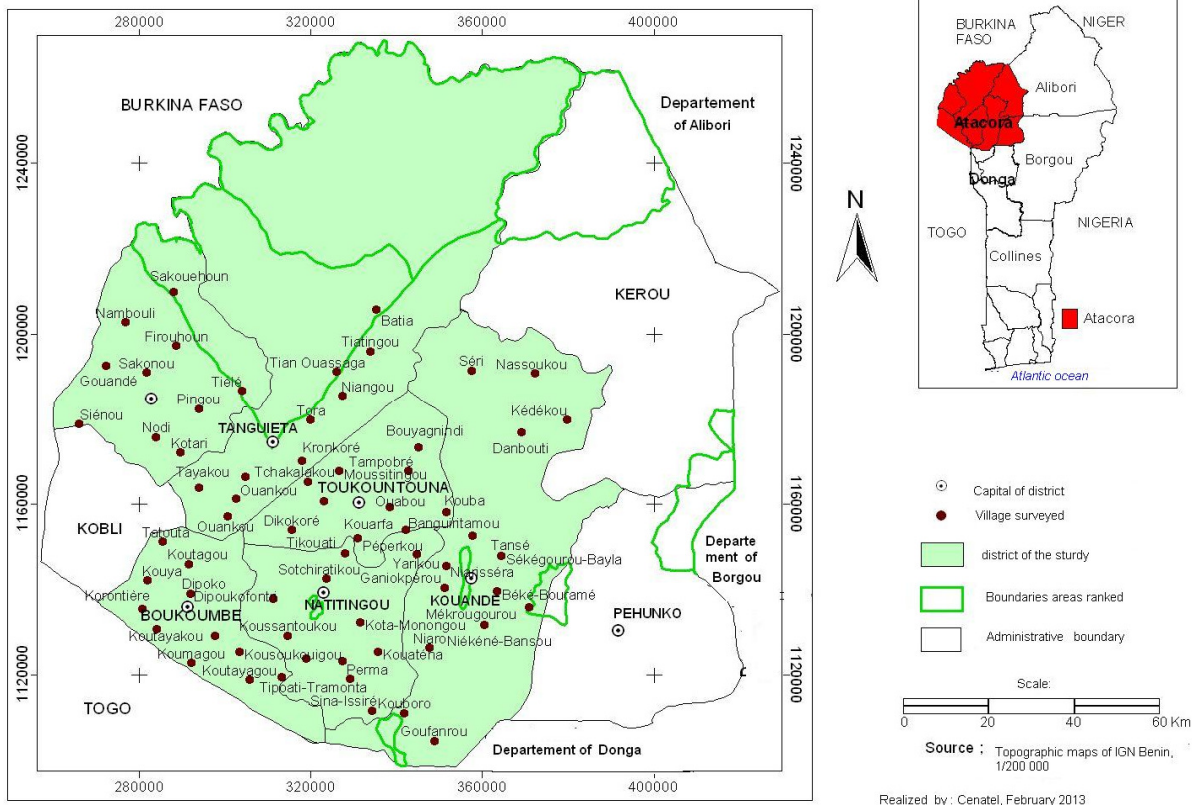 280000 320000 360000 400000
BURKINA FASO
Departement
of Alibori
1240000
1240000
KEROU
Sakouehoun
Nambouli
Batia
Firouhoun
Tiatingou
1200000
1200000
Sakonou
Tian Ouassaga
Séri
Nassoukou
Gouandé
Tiélé
Niangou
Pingou
Siénou
Tora
Kédékou
Nodi
TANGUIETA
Bouyagnindi
Danbouti
Kotari
Kronkoré
Tayakou
Tchakalakou
Tampobré
Moussitingou
Ouankou
TOUKOUNTOUNA
Ouabou
Kouba
1160000
1160000
KOBLI
Ouankou
Dikokoré
Kouarfa
Banguritamou
Tatouta
Tikouati
Péperkou
Tansé
Departe
ment of
Borgou
Koutagou
Yarikou
Sékégourou-Bayla
Kouya
Sotchiratikou
Ganiokpérou
Niarisséra
Dipoko
Korontière
Dipoukofonta
NATITINGOU
KOUANDE
Béké-Bouramé
BOUKOUMBE
Mékrougourou
PEHUNKO
Koutayakou
Koussantoukou
Kota-Monongou
Niaro
Niékéné-Bansou
Koumagou
Kousoukouigou
Kouaténa
Koutayagou
Perma
1120000
1120000
Tippati-Tramonta
Sina-Issiré
Kouboro
TOGO
Goufanrou
Departement of Donga
280000 320000 360000 400000
N
BURKINA
FASO
NIGER
Alibori
Atacora
Borgou
Donga
TOGO
NIGERIA
Collines
Atacora
Atlantic ocean
Capital of district
Village surveyed
district of the sturdy
Boundaries areas ranked
Administrative boundary
Scale:
0 20 40 60 Km
Source : Topographic maps of IGN Benin,
1/200 000
Realized by : Cenatel, February 2013